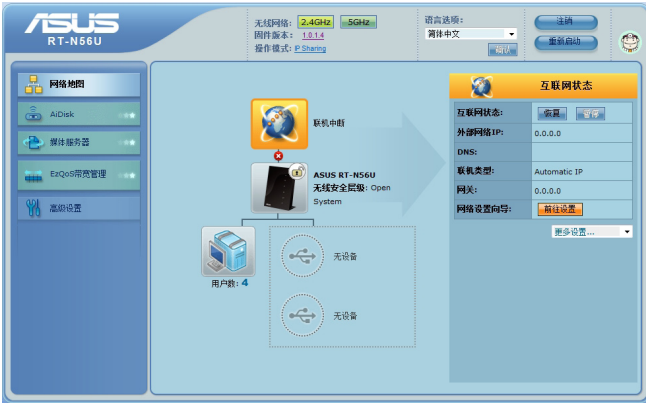 ASUS
RT-N56U
无线网络: 2.4GHz 5GHz
固件版本: 1.0.1.4
操作模式: IP Sharing
语言选项:
简体中文
确认
注销
重新启动
网络地图
AiDisk
媒体服务器
EzQoS带宽管理
高级设置
联机中断
ASUS RT-N56U
无线安全层级: Open
System
用户数: 4
无设备
无设备
互联网状态
互联网状态: 恢复 暂停
外部网络IP: 0.0.0.0
DNS:
联机类型: Automatic IP
网关: 0.0.0.0
网络设置向导: 前往设置
更多设置...